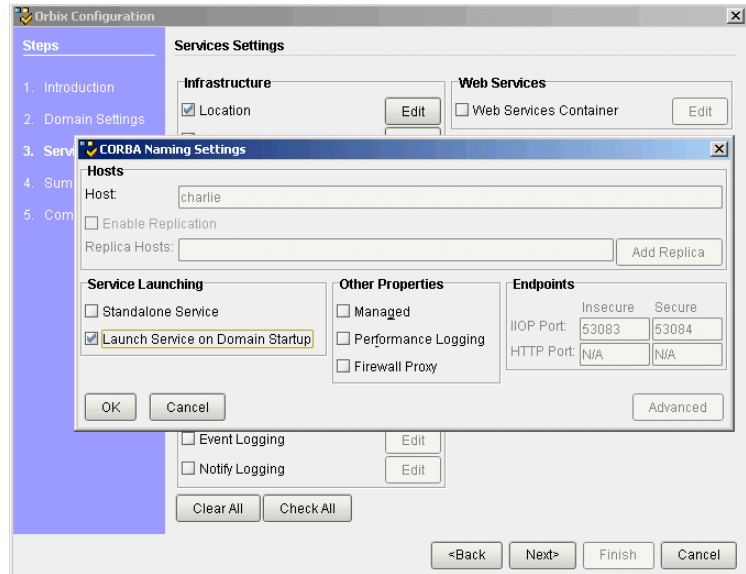 Orbix Configuration
Steps
Services Settings
1. Introduction
2. Domain Settings
3. Servi
4. Sum
5. Com
Infrastructure
Location
Edit
Web Services
Web Services Container
Edit
CORBA Naming Settings
Hosts
Host:
charlie
Enable Replication
Replica Hosts:
Add Replica
Service Launching
Standalone Service
Launch Service on Domain Startup
Other Properties
Managed
Performance Logging
Firewall Proxy
Endpoints
Insecure Secure
IIOP Port: 53083 53084
HTTP Port: N/A N/A
OK
Cancel
Advanced
Event Logging
Edit
Notify Logging
Edit
Clear All
Check All
<Back
Next>
Finish
Cancel